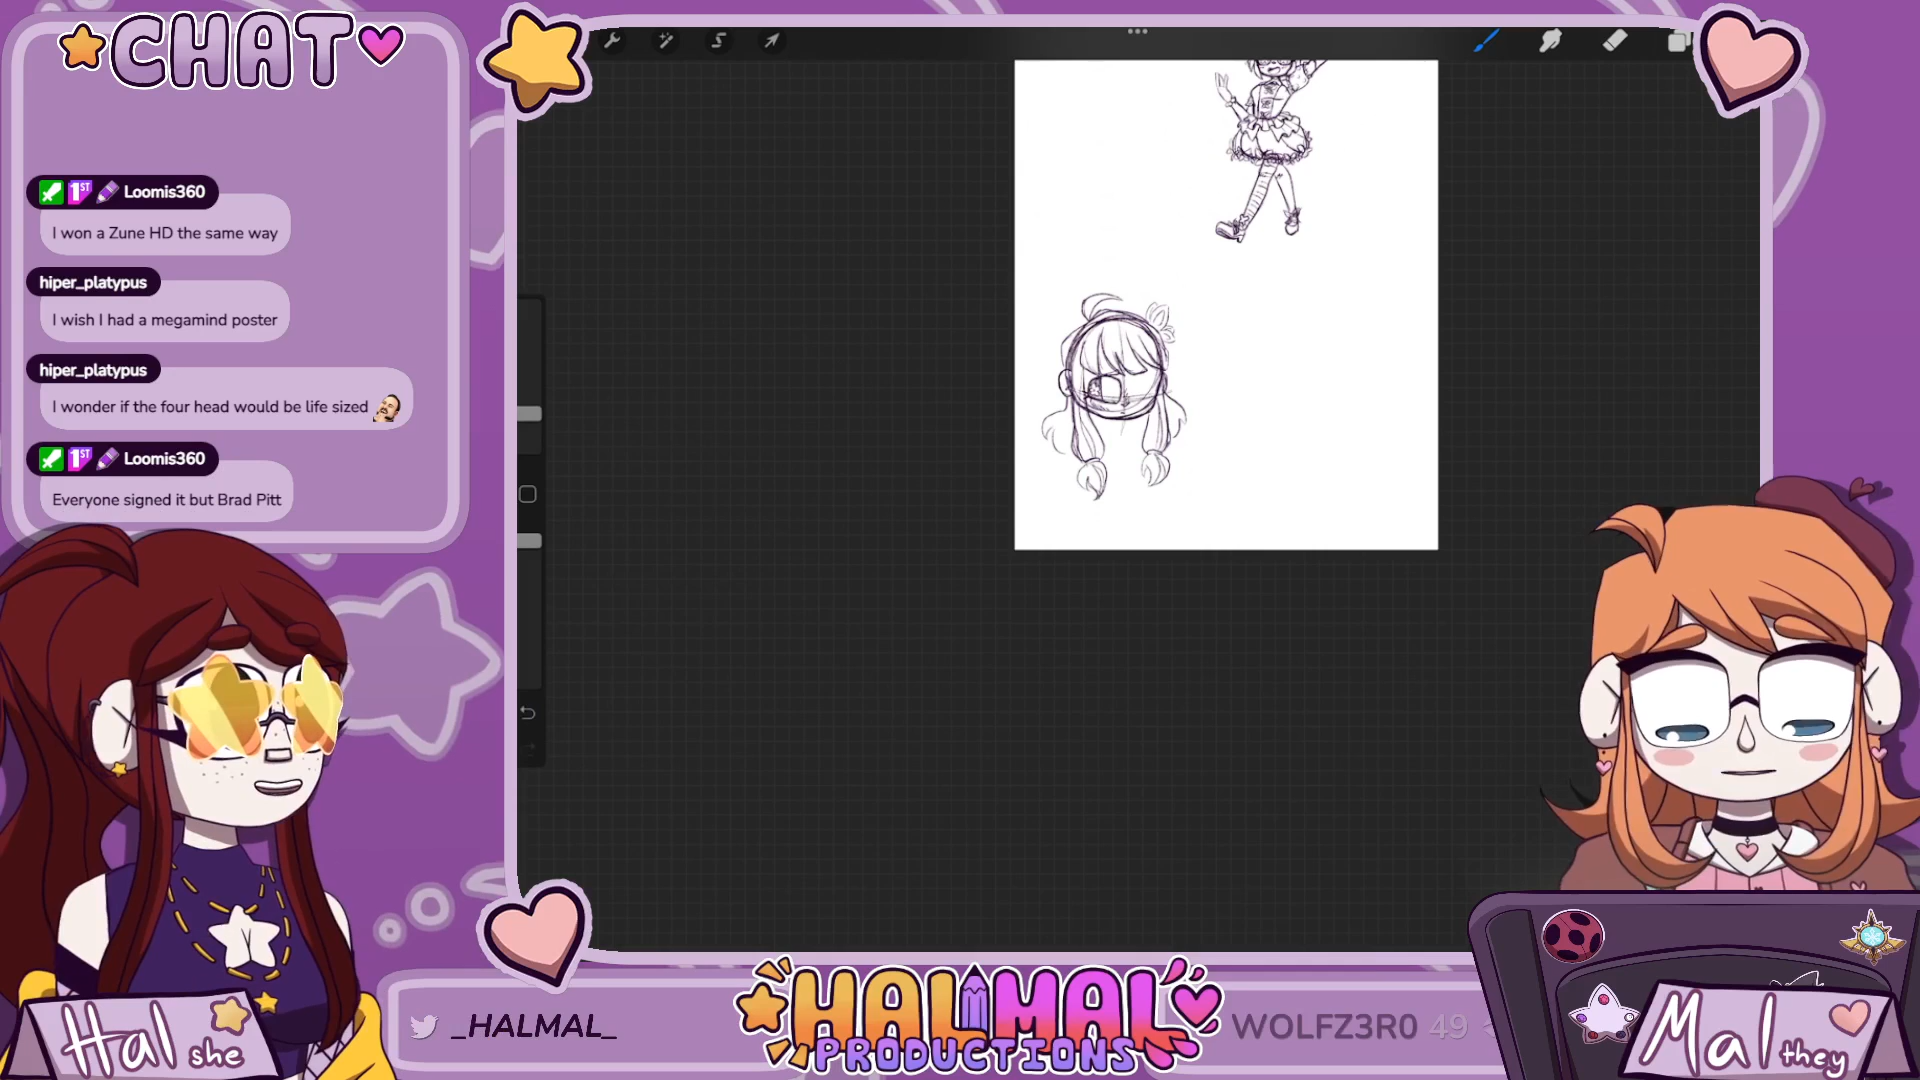 CHAT
1ST Loomis360
I won a Zune HD the same way
hiper_platypus
I wish I had a megamind poster
hiper_platypus
I wonder if the four head would be life sized
1ST Loomis360
Everyone signed it but Brad Pitt
Hal she
_HALMAL_
HALMAL
PRODUCTIONS
WOLFZ3R0 49
Mal they